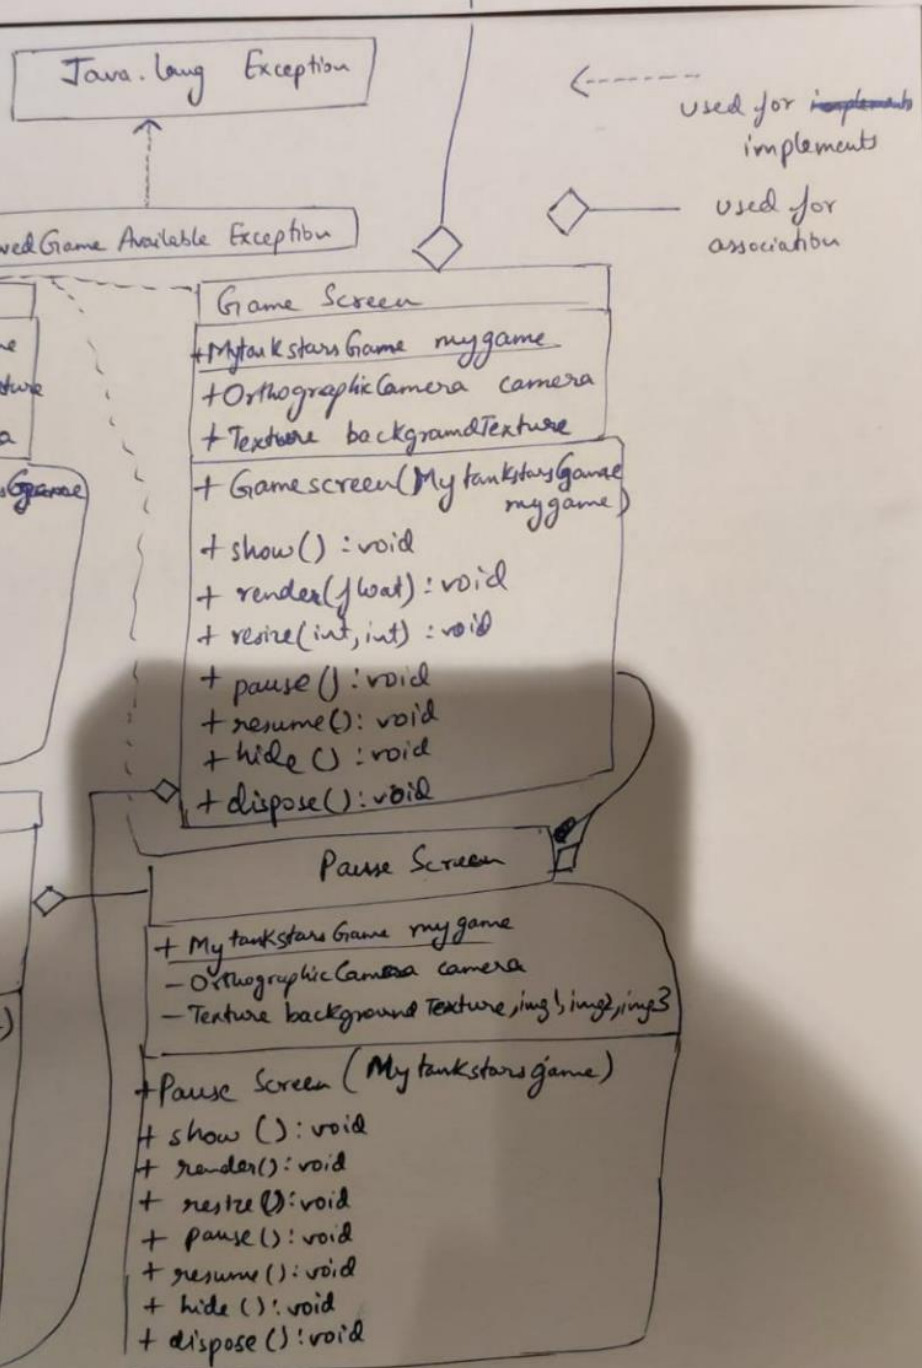 Java.lang Exception
used for implements
implements
used for
association
Game Available Exception
Game Screen
+MytankstarsGame mygame
+OrthographicCamera camera
+Texture backgroundTexture
+ Gamescreen(MytankstarsGame
mygame)
+ show() : void
+ render(float) : void
+ resize(int, int) : void
+ pause() : void
+ resume() : void
+ hide () : void
+ dispose() : void
Pause Screen
+ MytankstarsGame mygame
- OrthographicCamera camera
- Texture backgroundTexture, img1, img2, img3
+Pause Screen (Mytankstarsgame)
+ show () : void
+ render() : void
+ resize() : void
+ pause() : void
+ resume () : void
+ hide () : void
+ dispose () : void